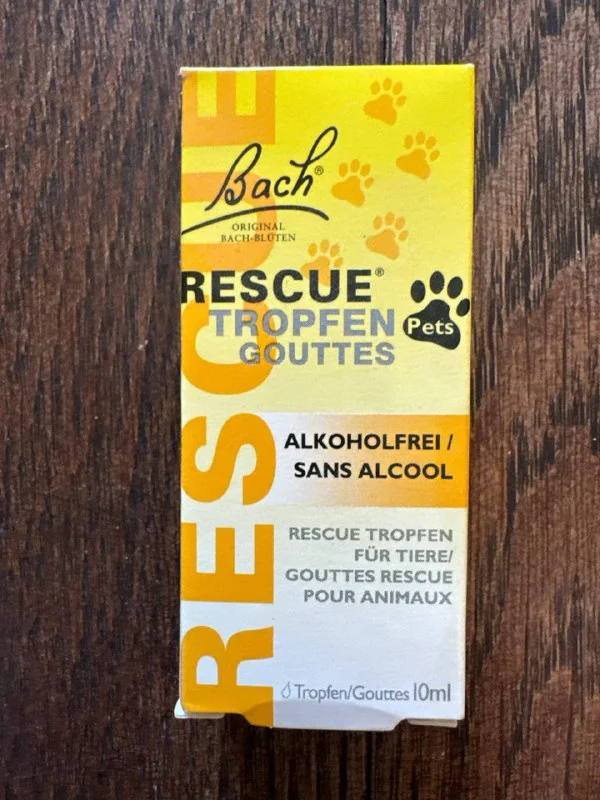 RESCUE
Bach®
ORIGINAL
BACH-BLÜTEN
RESCUE®
TROPFEN
GOUTTES
Pets
ALKOHOLFREI /
SANS ALCOOL
RESCUE TROPFEN
FÜR TIERE/
GOUTTES RESCUE
POUR ANIMAUX
Tropfen/Gouttes 10ml